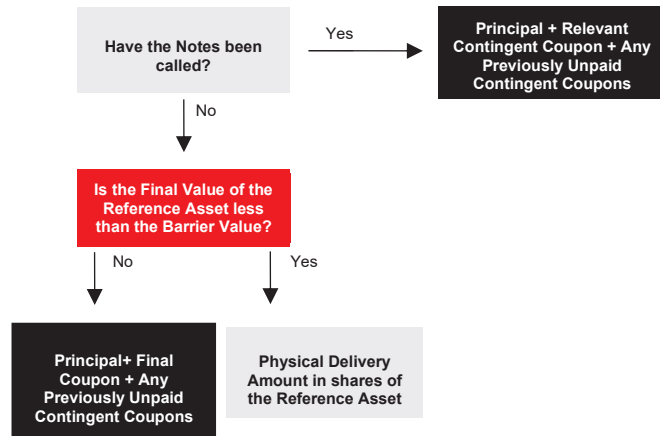 Have the Notes been
called?
Yes
Principal + Relevant
Contingent Coupon + Any
Previously Unpaid
Contingent Coupons
No
Is the Final Value of the
Reference Asset less
than the Barrier Value?
No
Yes
Principal+ Final
Coupon + Any
Previously Unpaid
Contingent Coupons
Physical Delivery
Amount in shares of
the Reference Asset